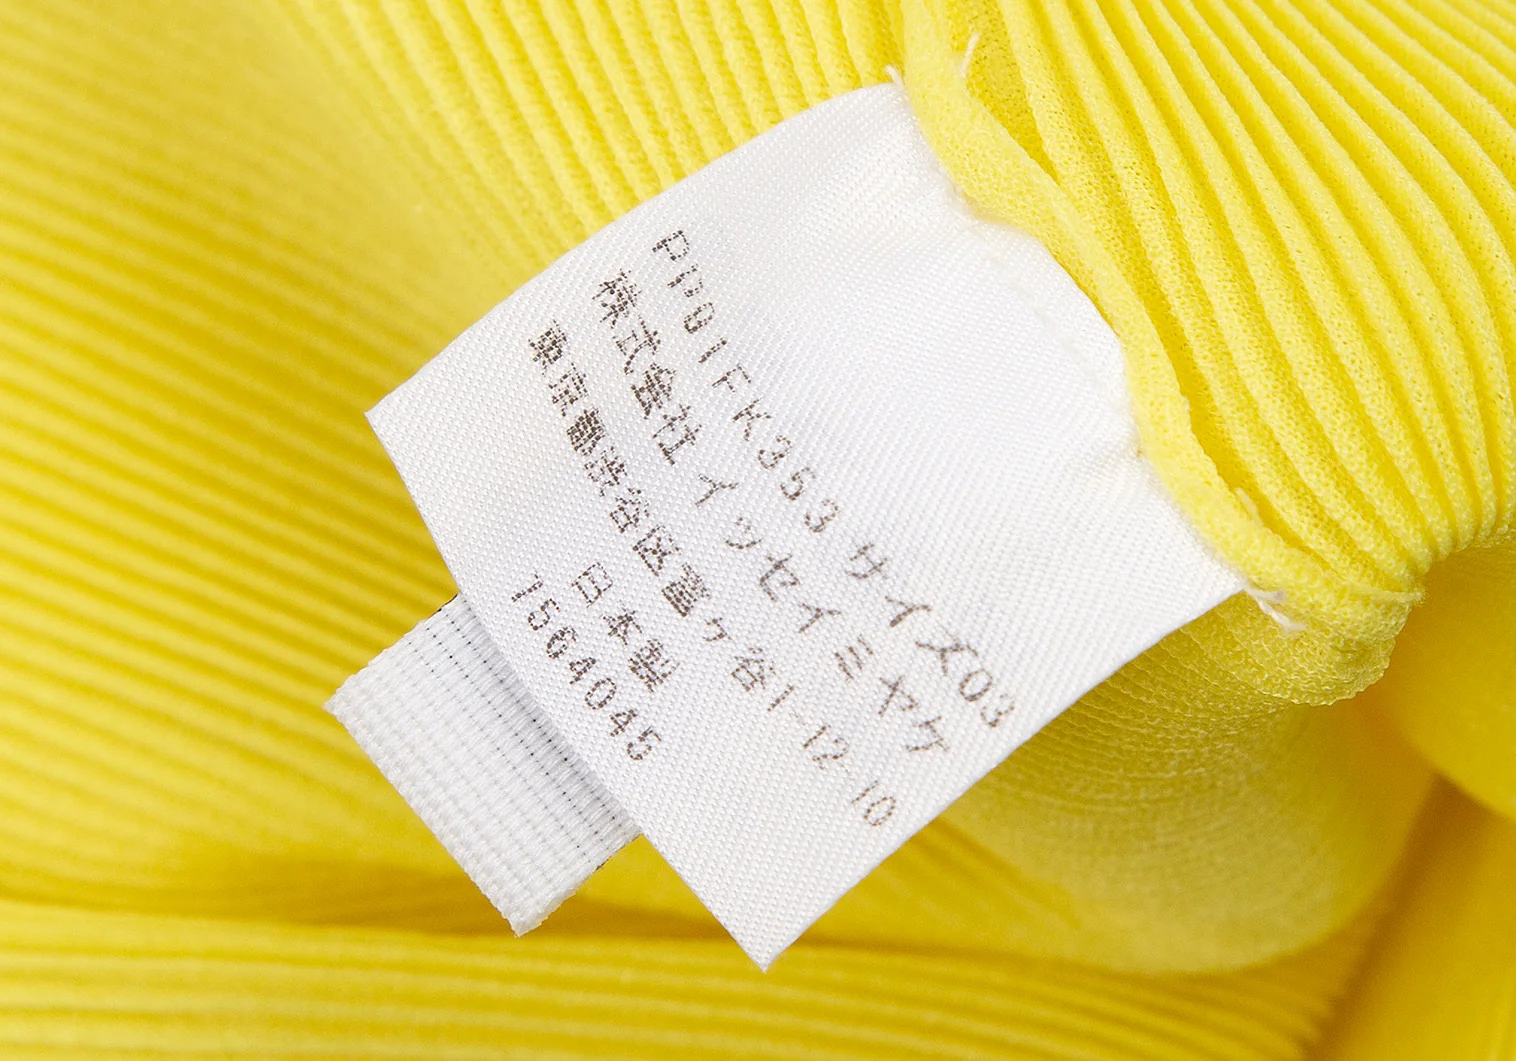 PP01FK353 サイズ03
株式会社 イッセイミヤケ
東京都渋谷区富ヶ谷1-12-10
日本製
1564045